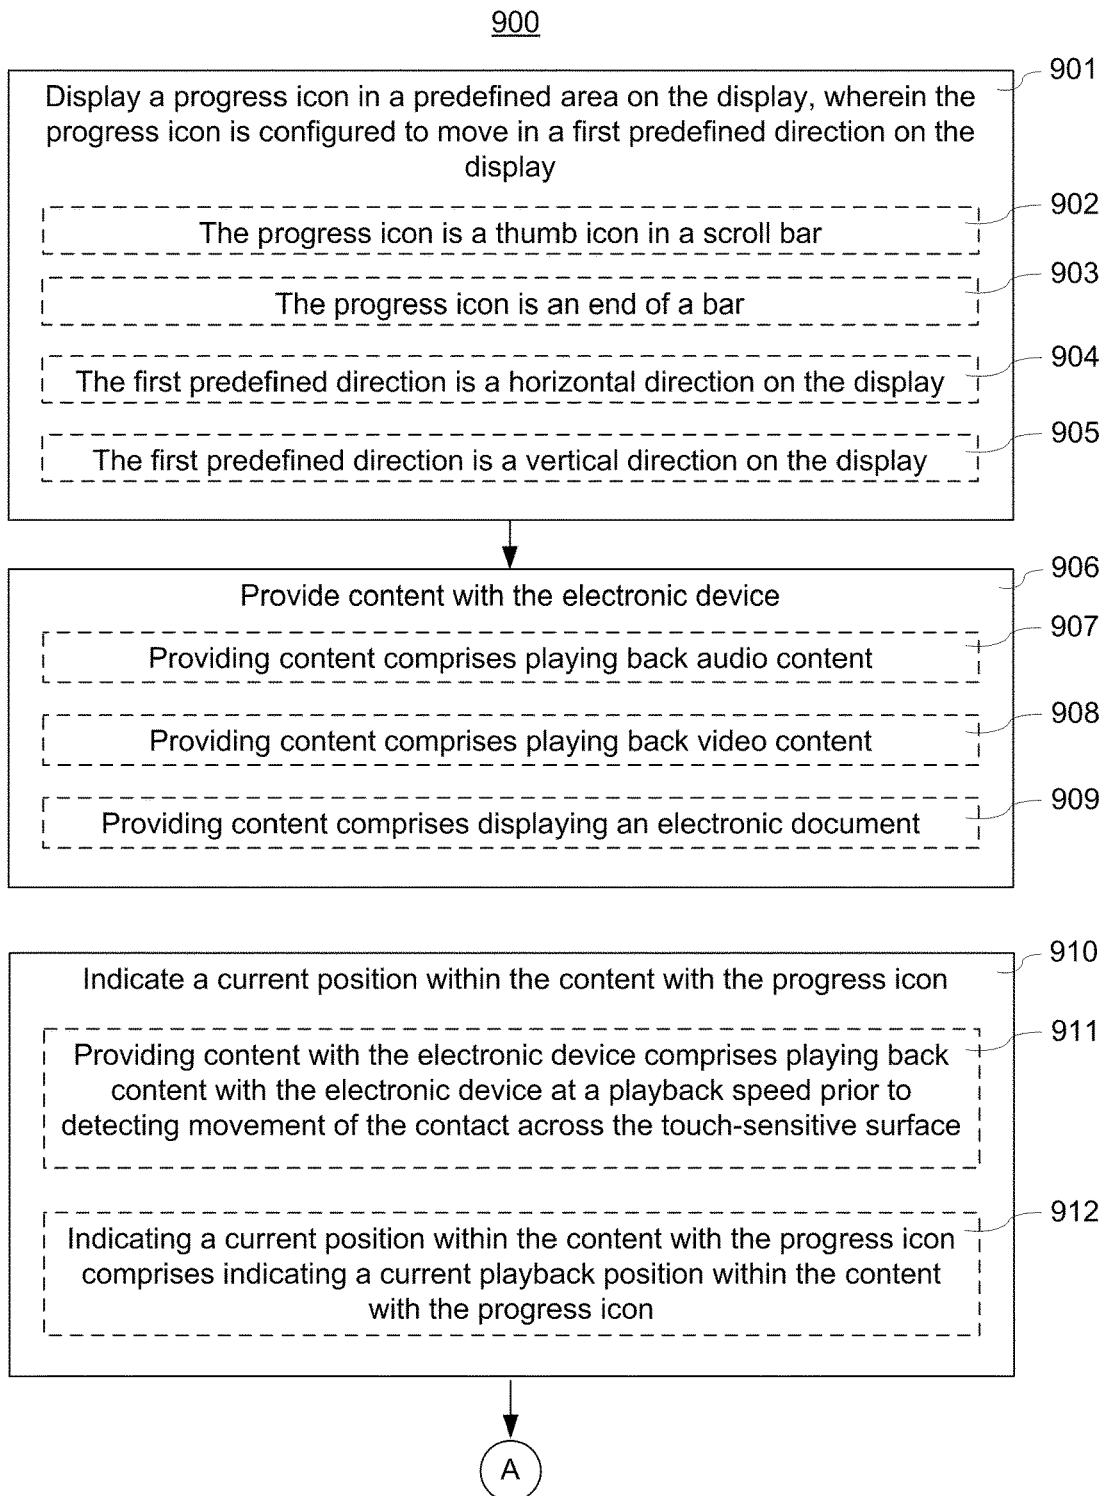 900
901
Display a progress icon in a predefined area on the display, wherein the
progress icon is configured to move in a first predefined direction on the
display
902
The progress icon is a thumb icon in a scroll bar
903
The progress icon is an end of a bar
904
The first predefined direction is a horizontal direction on the display
905
The first predefined direction is a vertical direction on the display
906
Provide content with the electronic device
907
Providing content comprises playing back audio content
908
Providing content comprises playing back video content
909
Providing content comprises displaying an electronic document
910
Indicate a current position within the content with the progress icon
911
Providing content with the electronic device comprises playing back
content with the electronic device at a playback speed prior to
detecting movement of the contact across the touch-sensitive surface
912
Indicating a current position within the content with the progress icon
comprises indicating a current playback position within the content
with the progress icon
A